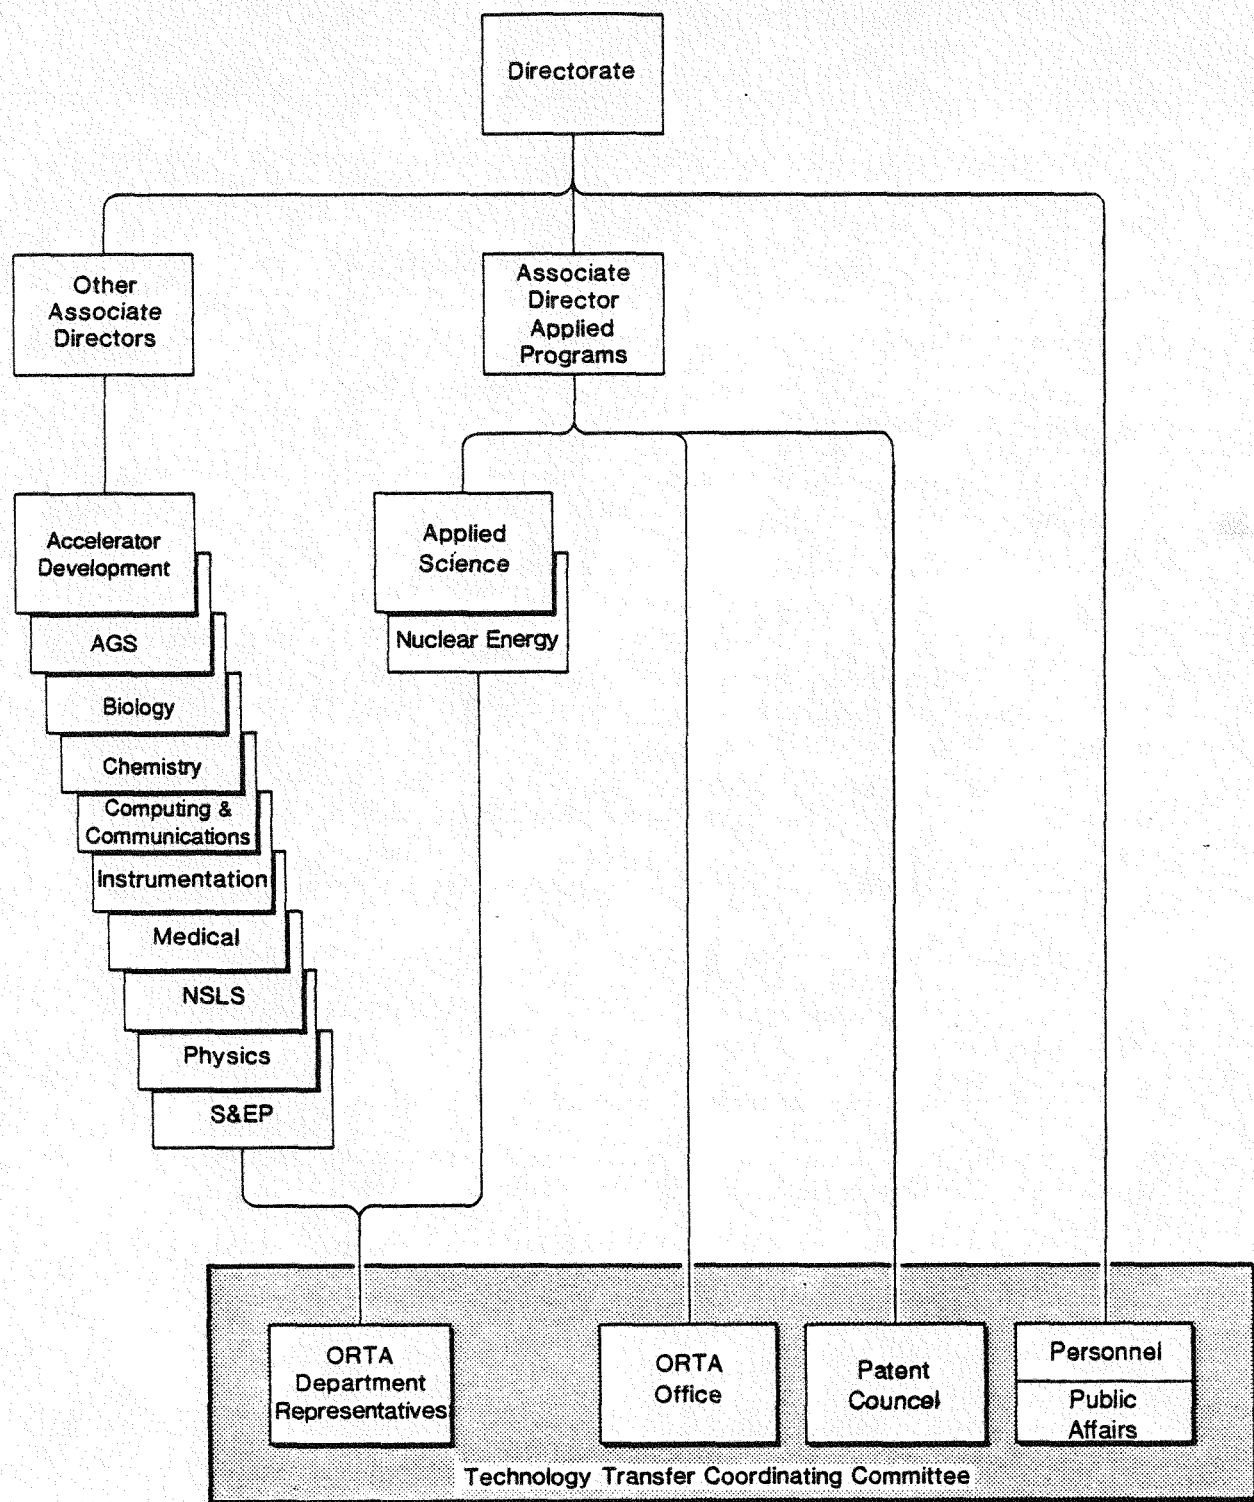 Directorate
Other
Associate
Directors
Associate
Director
Applied
Programs
Accelerator
Development
AGS
Biology
Chemistry
Computing &
Communications
Instrumentation
Medical
NSLS
Physics
S&EP
Applied
Science
Nuclear Energy
ORTA
Department
Representatives
ORTA
Office
Patent
Councel
Personnel
Public
Affairs
Technology Transfer Coordinating Committee